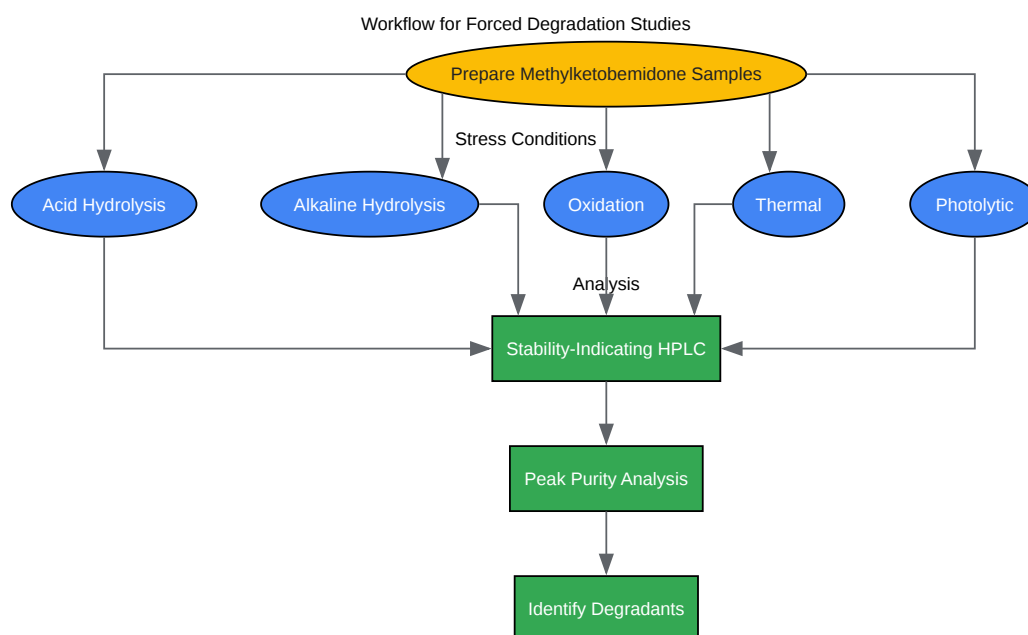 Workflow for Forced Degradation Studies
Prepare Methylketobemidone Samples
Stress Conditions
Acid Hydrolysis
Alkaline Hydrolysis
Oxidation
Thermal
Photolytic
Analysis
Stability-Indicating HPLC
Peak Purity Analysis
Identify Degradants